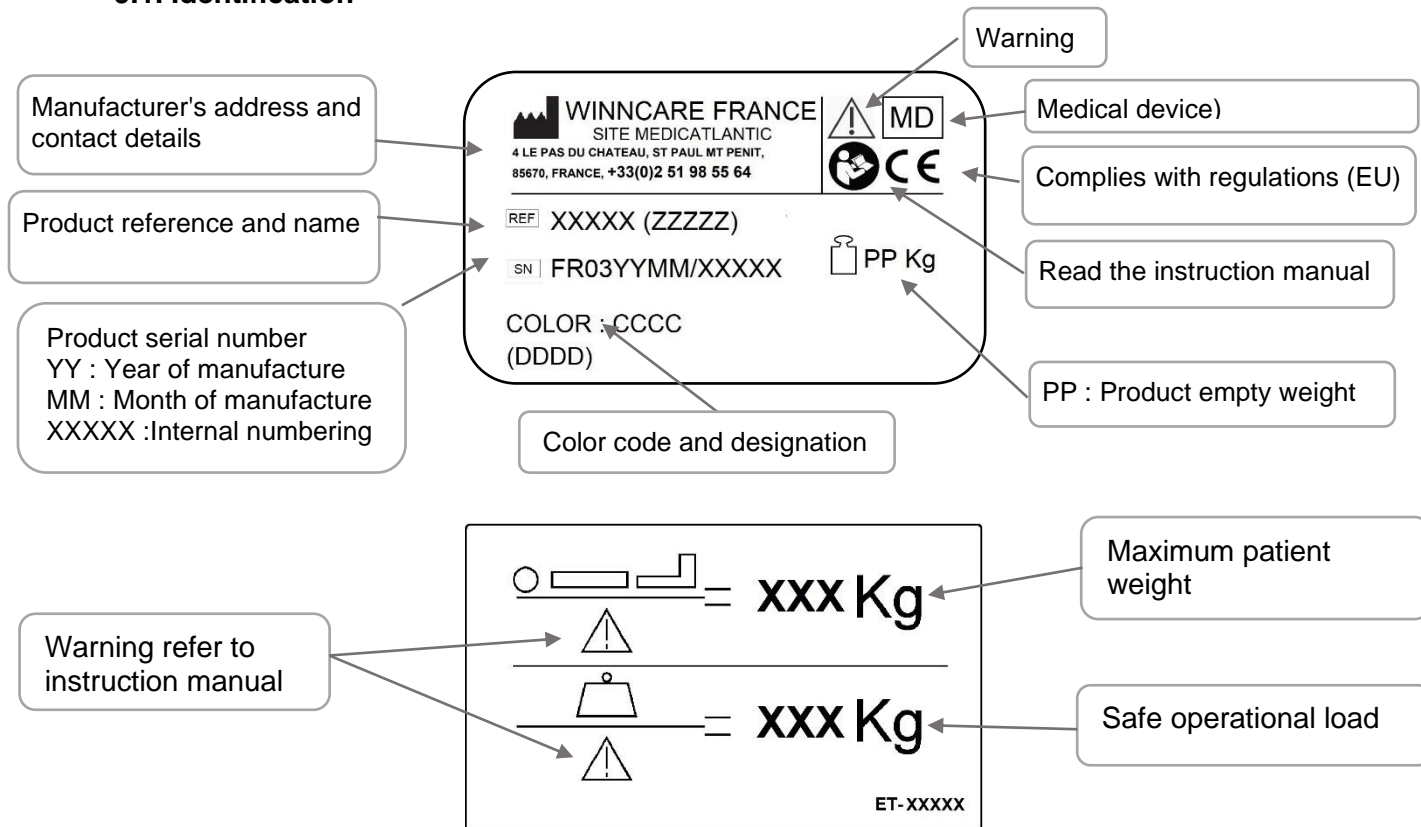 Warning
Manufacturer's address and
contact details
WINNCARE FRANCE
SITE MEDICATLANTIC
4 LE PAS DU CHATEAU, ST PAUL MT PENIT,
85670, FRANCE, +33(0)2 51 98 55 64
MD
Medical device)
CE
Complies with regulations (EU)
Product reference and name
REF XXXXX (ZZZZZ)
SN FR03YYMM/XXXXX
PP Kg
Read the instruction manual
Product serial number
YY : Year of manufacture
MM : Month of manufacture
XXXXX :Internal numbering
COLOR : CCCC
(DDDD)
PP : Product empty weight
Color code and designation
= XXX Kg
Maximum patient
weight
Warning refer to
instruction manual
= XXX Kg
Safe operational load
ET-XXXXX